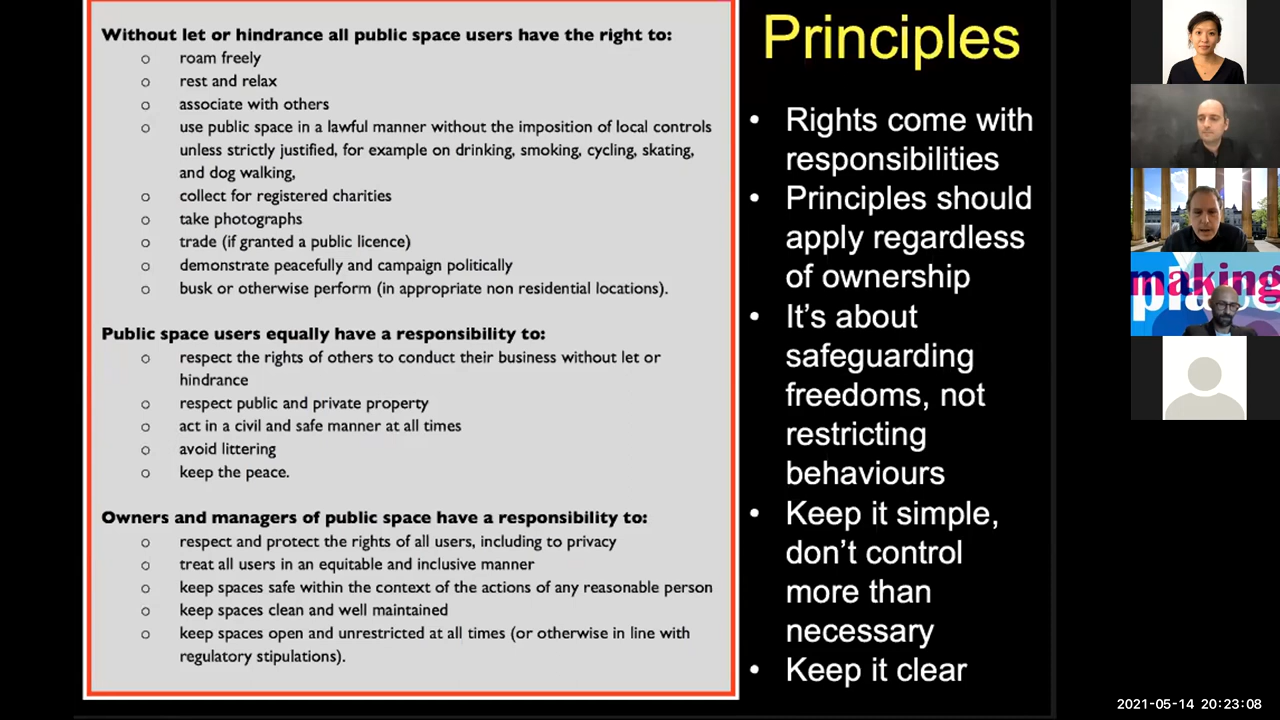 Without let or hindrance all public space users have the right to:
o roam freely
o rest and relax
o associate with others
o use public space in a lawful manner without the imposition of local controls
unless strictly justified, for example on drinking, smoking, cycling, skating,
and dog walking,
o collect for registered charities
o take photographs
o trade (if granted a public licence)
o demonstrate peacefully and campaign politically
o busk or otherwise perform (in appropriate non residential locations).
Public space users equally have a responsibility to:
o respect the rights of others to conduct their business without let or
hindrance
o respect public and private property
o act in a civil and safe manner at all times
o avoid littering
o keep the peace.
Owners and managers of public space have a responsibility to:
o respect and protect the rights of all users, including to privacy
o treat all users in an equitable and inclusive manner
o keep spaces safe within the context of the actions of any reasonable person
o keep spaces clean and well maintained
o keep spaces open and unrestricted at all times (or otherwise in line with
regulatory stipulations).
Principles
• Rights come with
responsibilities
• Principles should
apply regardless
of ownership
• It's about
safeguarding
freedoms, not
restricting
behaviours
• Keep it simple,
don't control
more than
necessary
• Keep it clear
making
2021-05-14 20:23:08